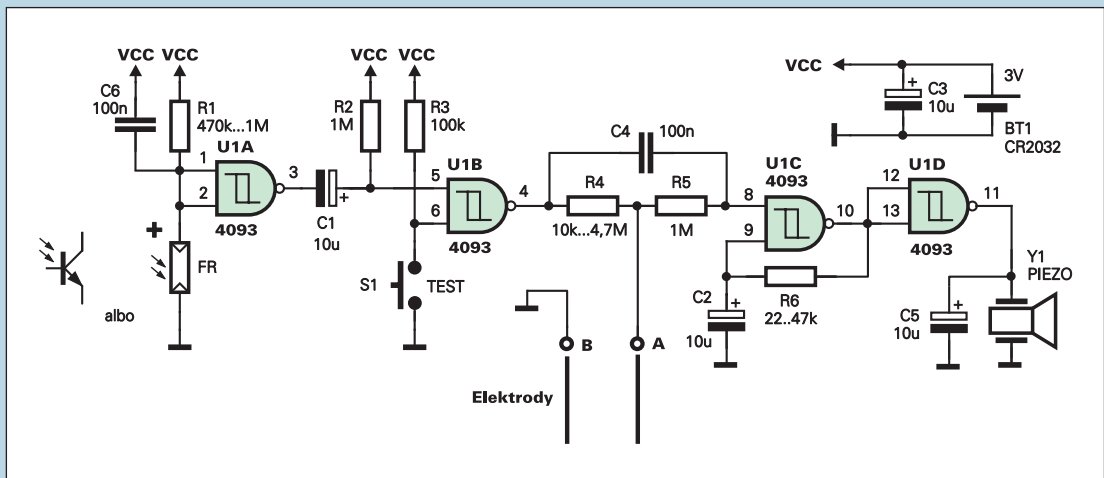 VCC VCC
C6
100n
R1
470k...1M
U1A
1
2
3
4093
FR
albo
C1
10u
VCC VCC
R2
1M
R3
100k
U1B
5
6
4
4093
S1
TEST
C4
100n
R4
10k...4,7M
R5
1M
B
A
Elektrody
U1C
4093
8
9
10
R6
22..47k
C2
10u
U1D
12
13
11
4093
Y1
PIEZO
C5
10u
VCC
C3
10u
3V
BT1
CR2032